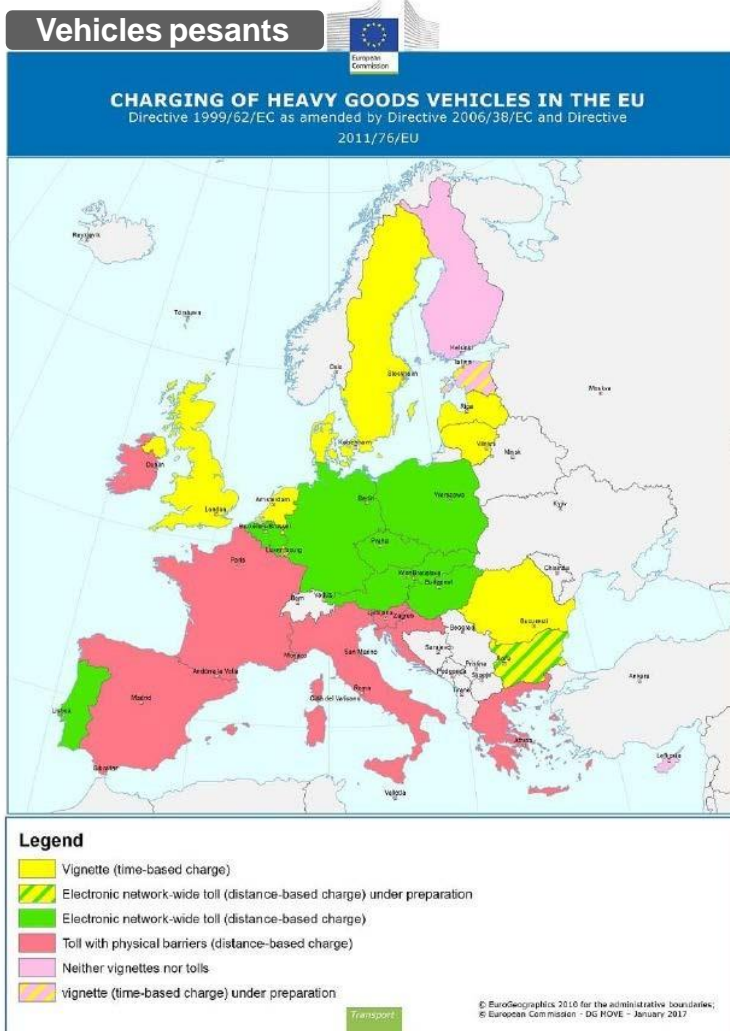 Vehicles pesants
European
Commission
CHARGING OF HEAVY GOODS VEHICLES IN THE EU
Directive 1999/62/EC as amended by Directive 2006/38/EC and Directive
2011/76/EU
Reykjavik
Helsinki
Tallinn
Oslo
Stockholm
Moscow
Riga
Vilnius
Minsk
Dublin
London
Amsterdam
Berlin
Warszawa
Kyiv
Luxembourg
Praha
Paris
Chisinau
Bern
Vaduz
Budapest
Ljubljana
Zagreb
Bucuresti
Beograd
Monaco
San Marino
Sarajevo
Pristina
Podgorica
Skopje
Andorra la Vella
Roma
Tirana
Ankara
Madrid
Lisboa
Athina
Gibraltar
Valletta
Lefkosia
Legend
Vignette (time-based charge)
Electronic network-wide toll (distance-based charge) under preparation
Electronic network-wide toll (distance-based charge)
Toll with physical barriers (distance-based charge)
Neither vignettes nor tolls
vignette (time-based charge) under preparation
Transport
© EuroGeographics 2010 for the administrative boundaries;
© European Commission - DG MOVE - January 2017